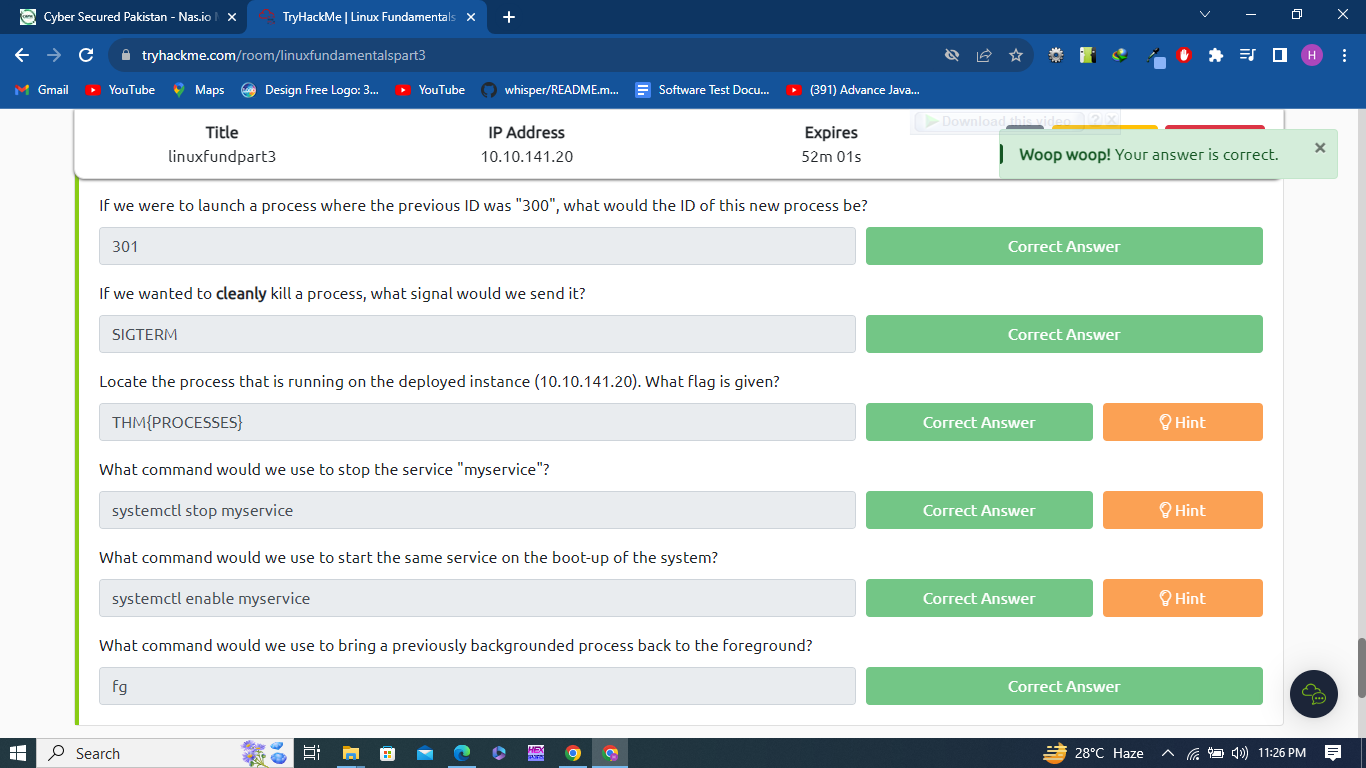 Cyber Secured Pakistan - Nas.io
TryHackMe | Linux Fundamentals
tryhackme.com/room/linuxfundamentalspart3
H
Gmail YouTube Maps Design Free Logo: 3... YouTube whisper/README.m... Software Test Docu... (391) Advance Java...
Title IP Address Expires
linuxfundpart3 10.10.141.20 52m 01s
Download this video ?
Woop woop! Your answer is correct.
If we were to launch a process where the previous ID was "300", what would the ID of this new process be?
301 Correct Answer
If we wanted to cleanly kill a process, what signal would we send it?
SIGTERM Correct Answer
Locate the process that is running on the deployed instance (10.10.141.20). What flag is given?
THM{PROCESSES} Correct Answer Hint
What command would we use to stop the service "myservice"?
systemctl stop myservice Correct Answer Hint
What command would we use to start the same service on the boot-up of the system?
systemctl enable myservice Correct Answer Hint
What command would we use to bring a previously backgrounded process back to the foreground?
fg Correct Answer
Search HEX 28°C Haze 11:26 PM